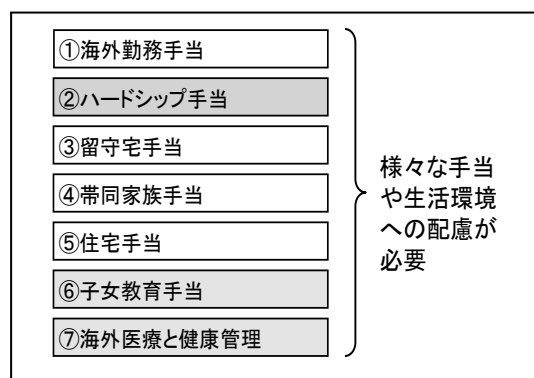 ①海外勤務手当
②ハードシップ手当
③留守宅手当
④帯同家族手当
⑤住宅手当
⑥子女教育手当
⑦海外医療と健康管理
様々な手当
や生活環境
への配慮が
必要